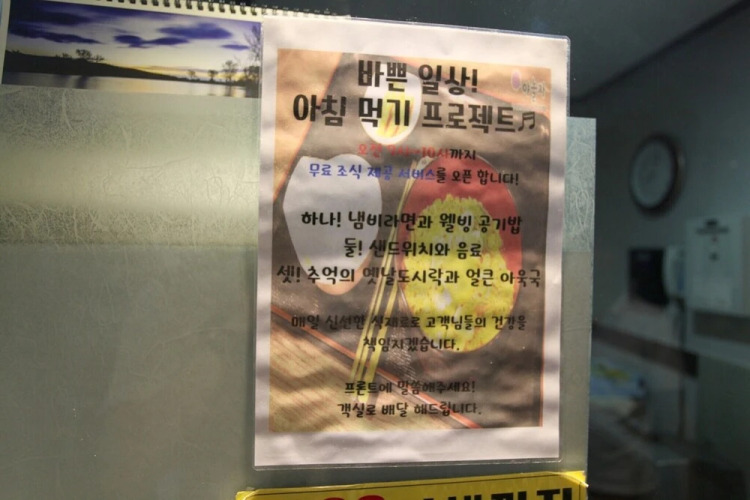 바쁜 일상!
아침 먹기 프로젝트♬
까지
무료 조식 제공 서비스를 오픈 합니다!
하나! 냄비라면과 웰빙 공기밥
둘! 샌드위치와 음료
셋! 추억의 옛날도시락과 얼큰 아욱국
매일 신선한 식재료로 고객님들의 건강을
책임지겠습니다.
프론트에 말씀해주세요!
객실로 배달 해드립니다.